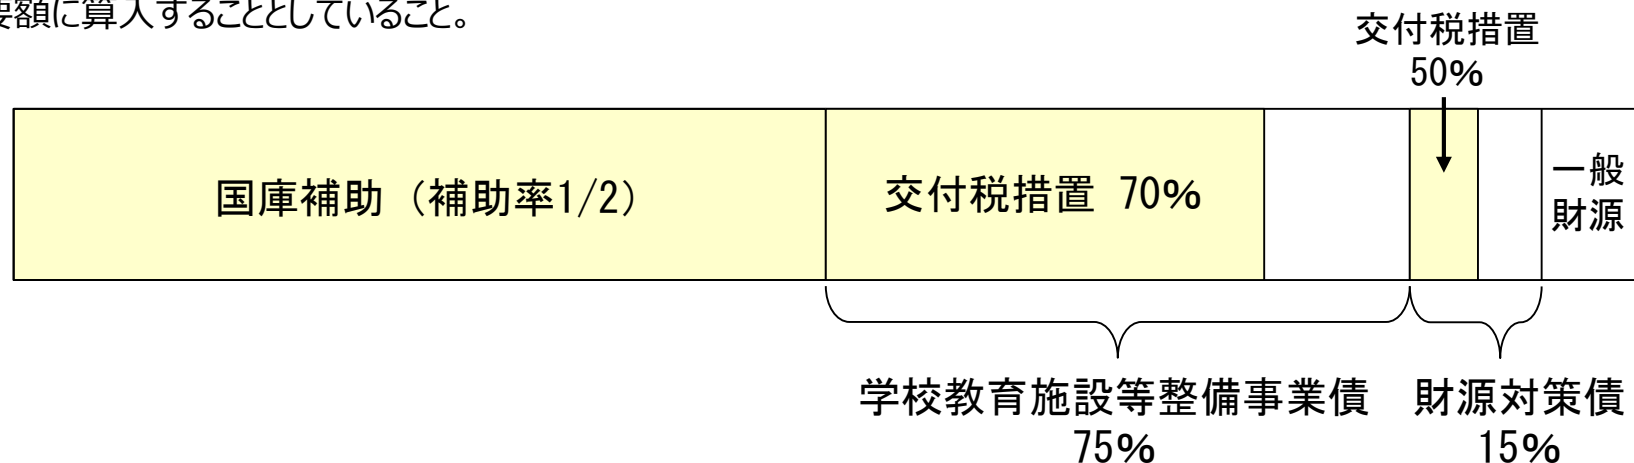 要額に算入することとしていること。
交付税措置
50%
国庫補助（補助率1/2）
交付税措置 70%
一般
財源
学校教育施設等整備事業債
75%
財源対策債
15%